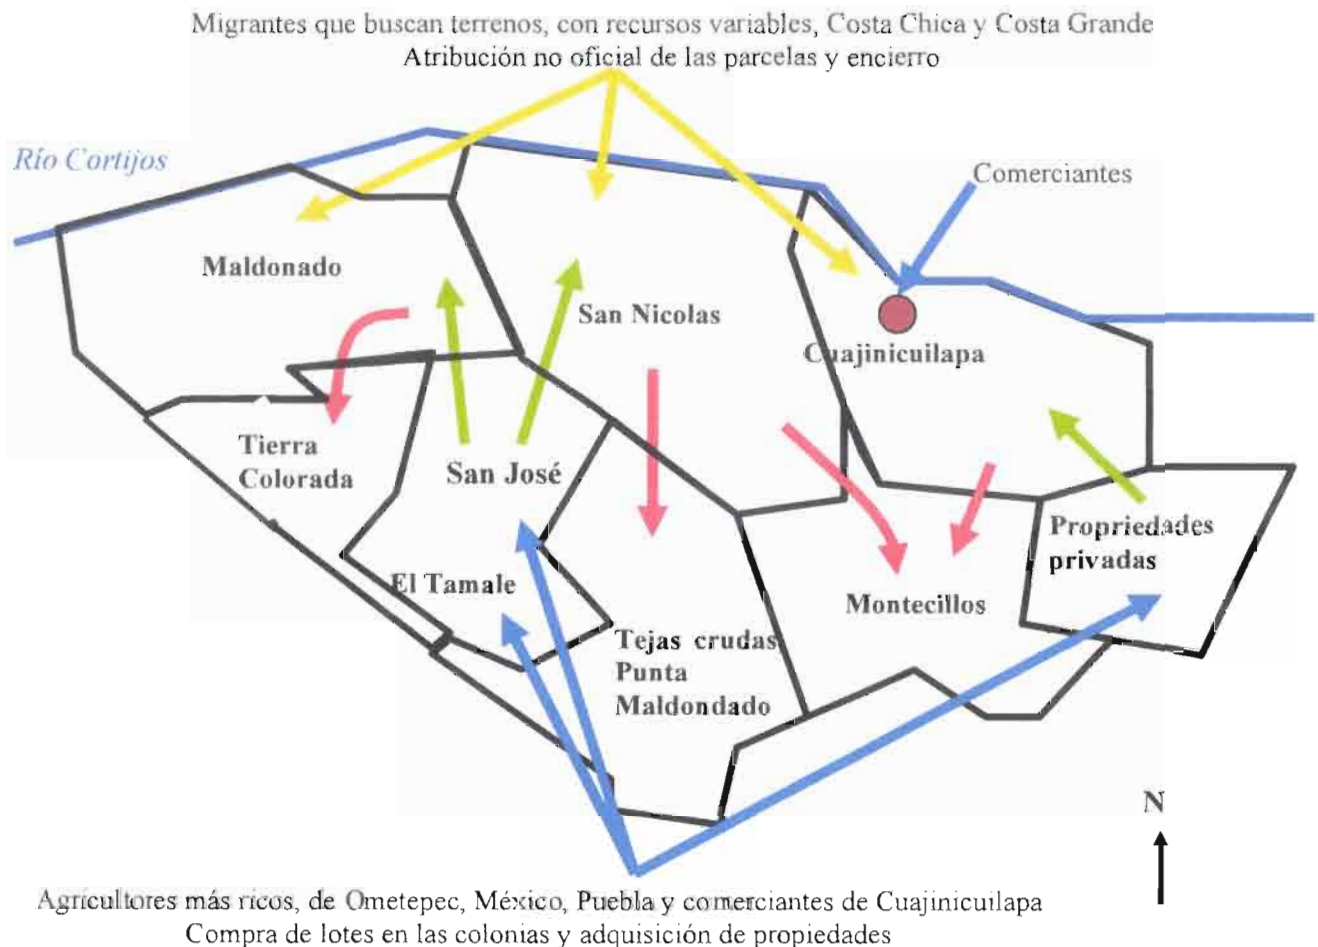 Migrantes que buscan terrenos, con recursos variables, Costa Chica y Costa Grande
Atribución no oficial de las parcelas y encierro
Río Cortijos
Comerciantes
Maldonado
San Nicolas
Cuajinicuilapa
Tierra
Colorada
San José
Propriedades
privadas
El Tamale
Montecillos
Tejas crudas
Punta
Maldondado
N
Agricultores más ricos, de Ometepec, México, Puebla y comerciantes de Cuajinicuilapa
Compra de lotes en las colonias y adquisición de propiedades